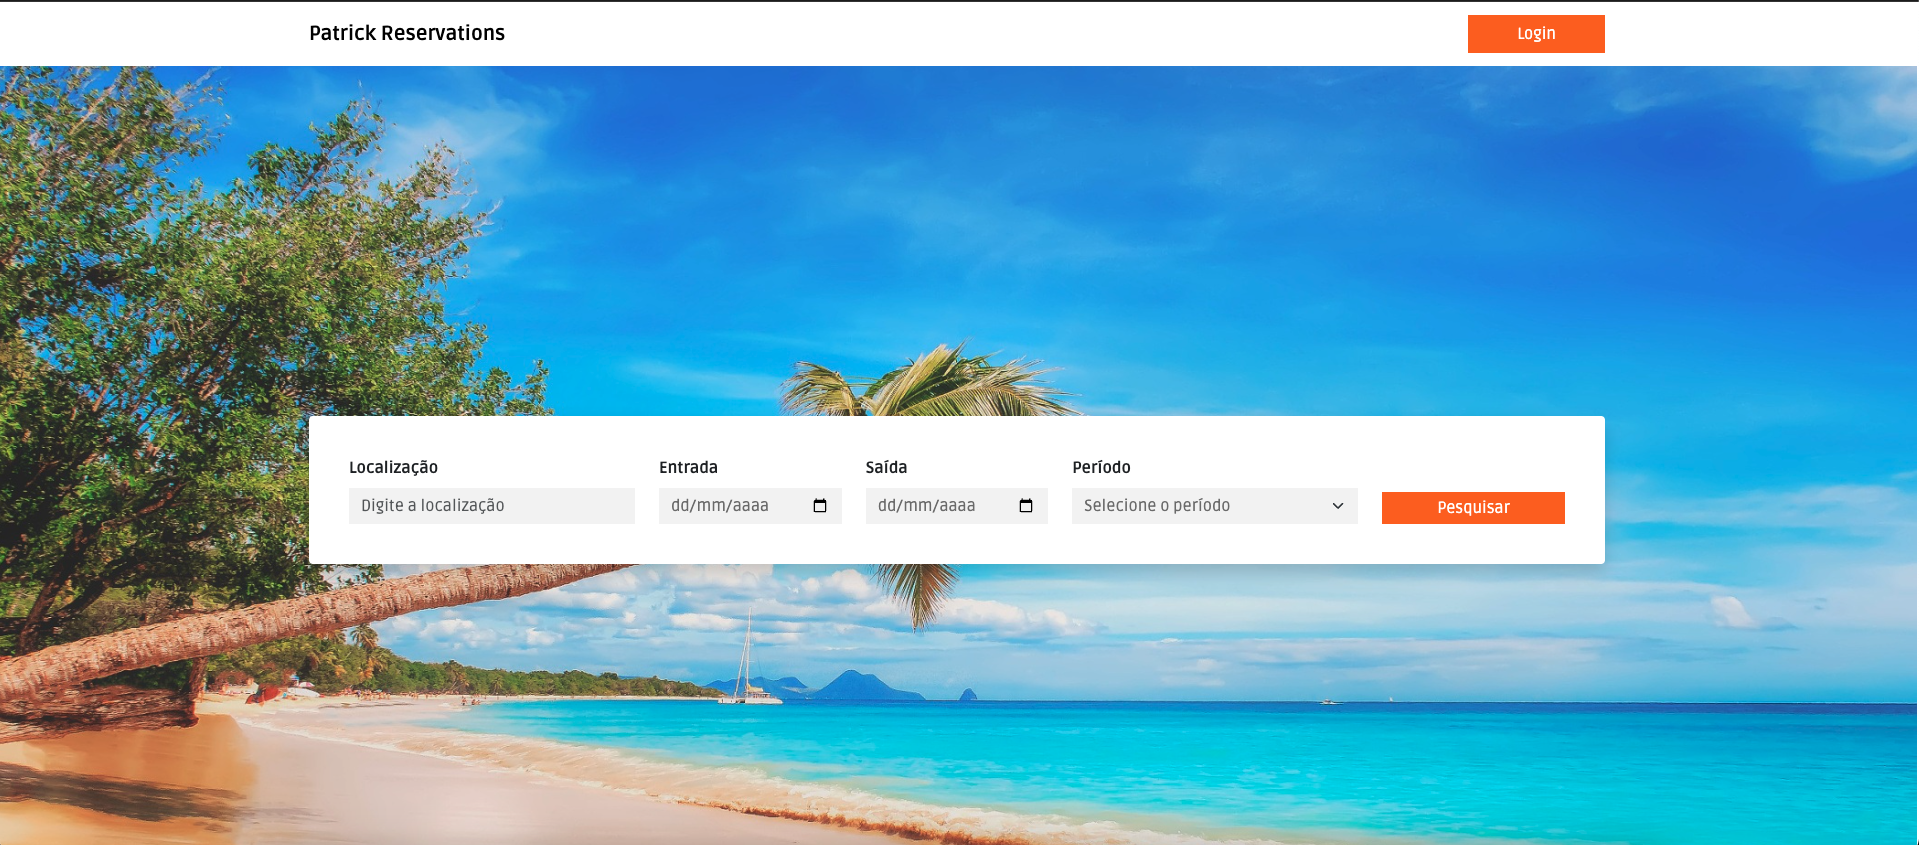 Patrick Reservations
Login
Localização
Entrada
Saída
Período
Digite a localização
dd/mm/aaaa
dd/mm/aaaa
Selecione o período
Pesquisar